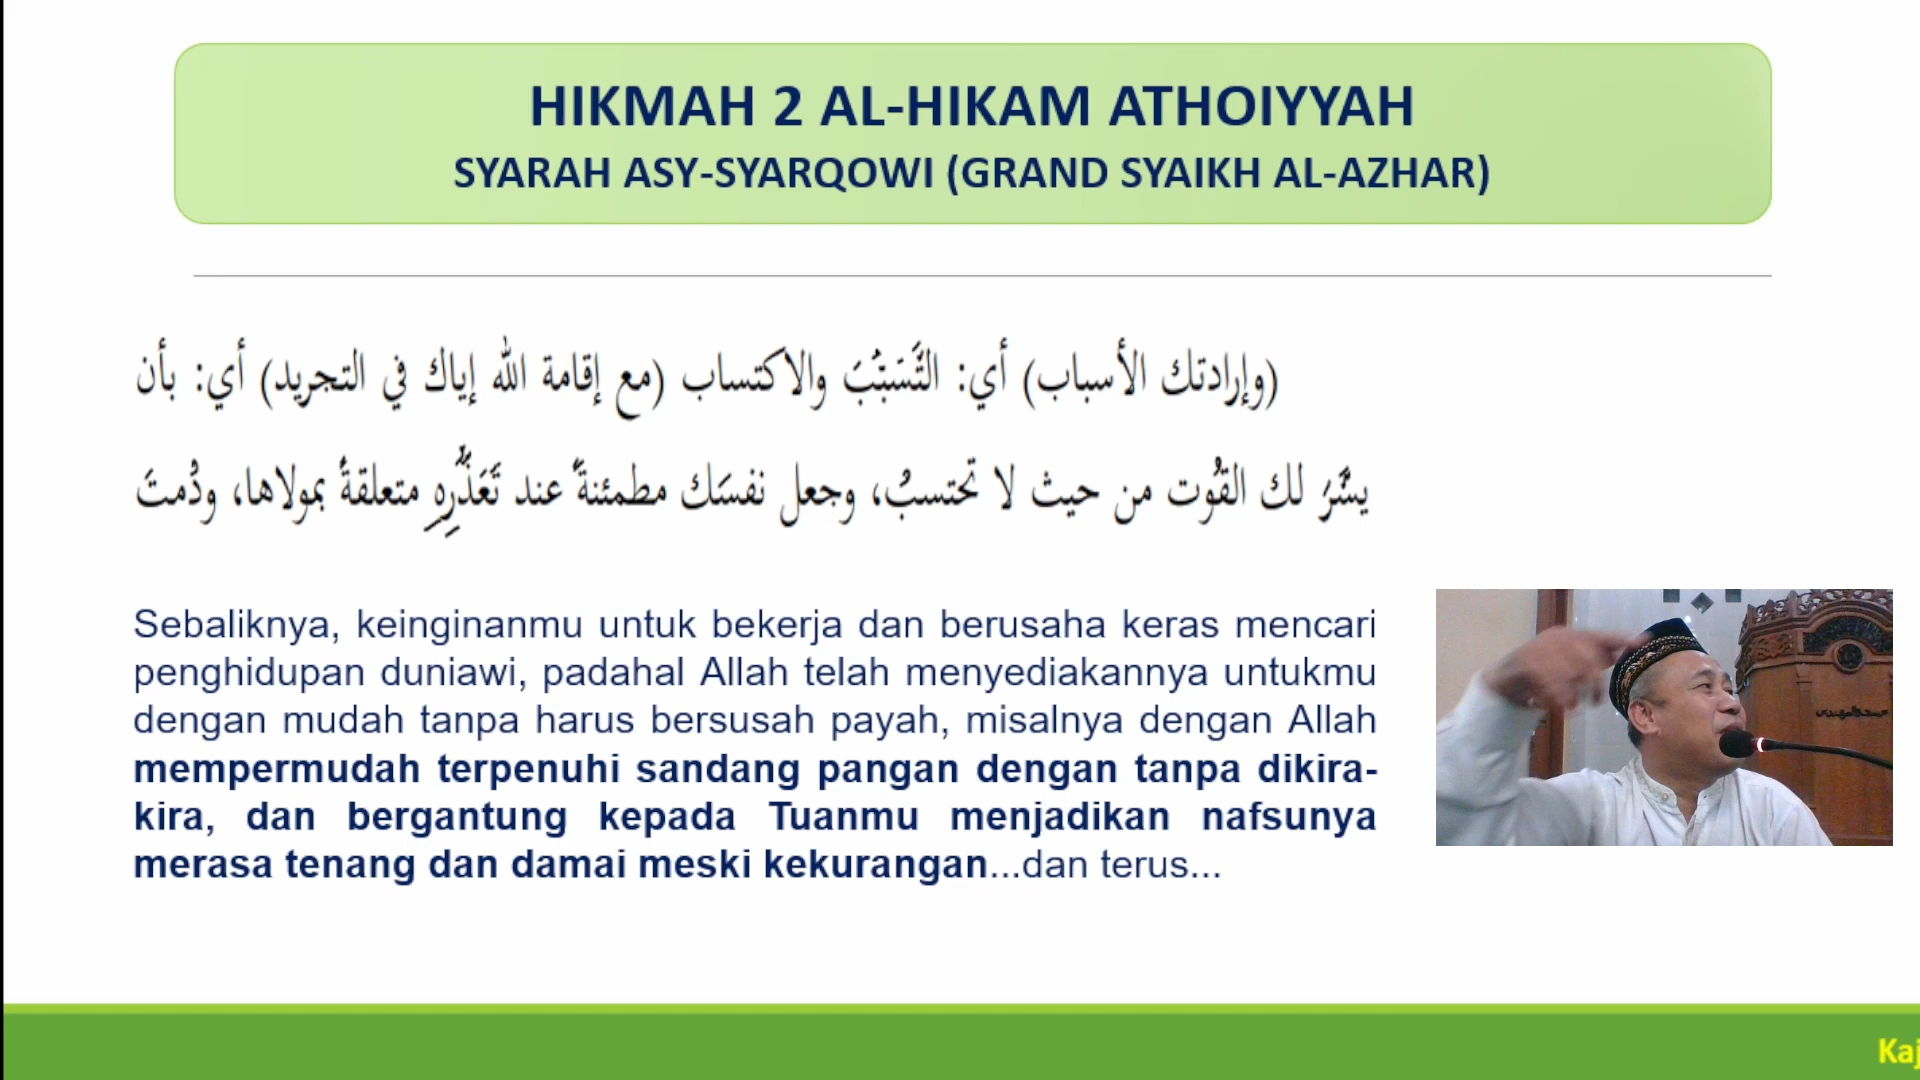 HIKMAH 2 AL-HIKAM ATHOIYYAH
SYARAH ASY-SYARQOWI (GRAND SYAIKH AL-AZHAR)
(وإرادتك الأسباب) أي: التَّسَبُّبَ والاكتساب (مع إقامة الله إياك في التجريد) أي: بأن
يسَّرَ لك القُوت من حيث لا تحتسبُ، وجعل نفسَك مطمئنةً عند تَعَذُّرِهِ متعلقةً بمولاها، ودُمتَ
Sebaliknya, keinginanmu untuk bekerja dan berusaha keras mencari
penghidupan duniawi, padahal Allah telah menyediakannya untukmu
dengan mudah tanpa harus bersusah payah, misalnya dengan Allah
mempermudah terpenuhi sandang pangan dengan tanpa dikira-
kira, dan bergantung kepada Tuanmu menjadikan nafsunya
merasa tenang dan damai meski kekurangan...dan terus...
Kaj